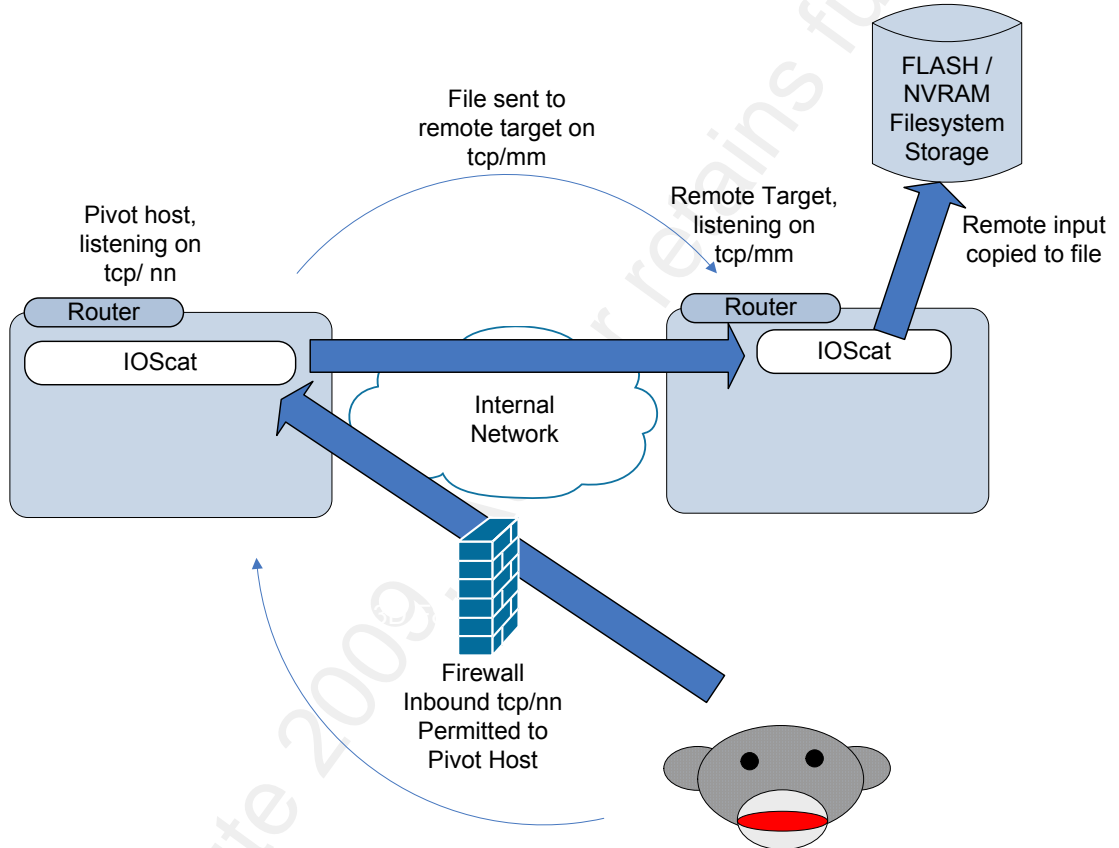 FLASH /
NVRAM
Filesystem
Storage
File sent to
remote target on
tcp/mm
Pivot host,
listening on
tcp/ nn
Remote Target,
listening on
tcp/mm
Remote input
copied to file
Router
Router
IOScat
IOScat
Internal
Network
Firewall
Inbound tcp/nn
Permitted to
Pivot Host
2009
retains